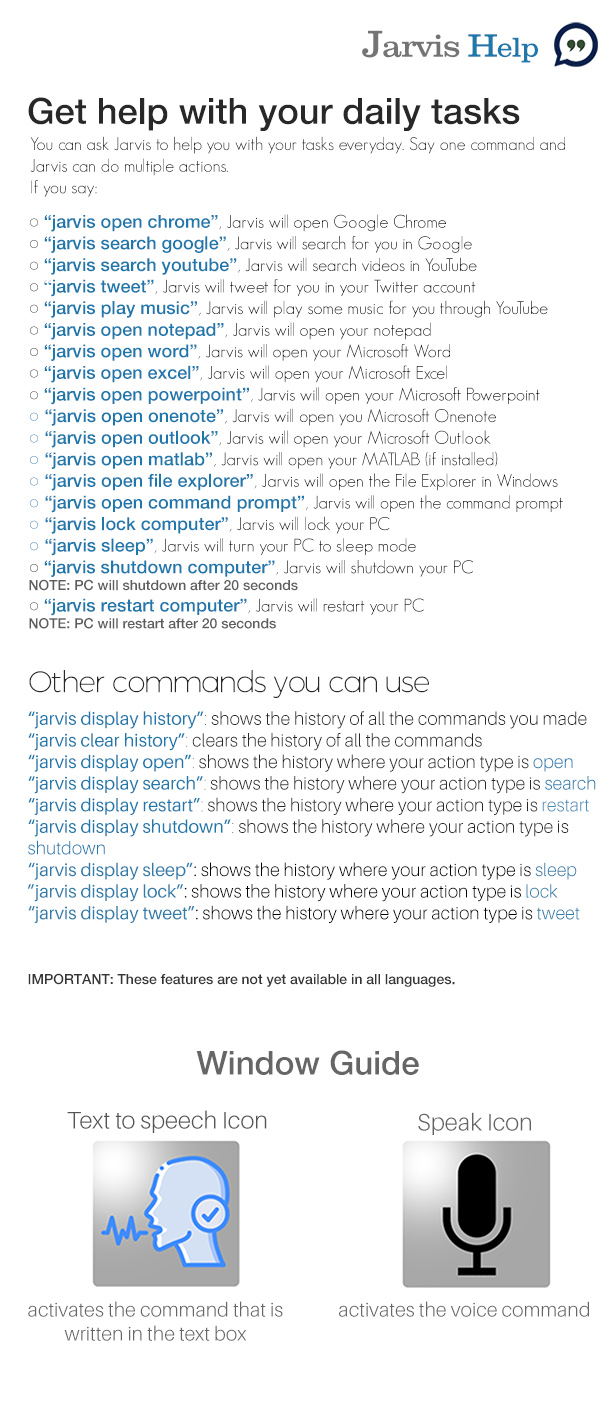 Jarvis Help
Get help with your daily tasks
You can ask Jarvis to help you with your tasks everyday. Say one command and
Jarvis can do multiple actions.
If you say:
○ “jarvis open chrome”, Jarvis will open Google Chrome
○ “jarvis search google”, Jarvis will search for you in Google
○ “jarvis search youtube”, Jarvis will search videos in YouTube
○ “jarvis tweet”, Jarvis will tweet for you in your Twitter account
○ “jarvis play music”, Jarvis will play some music for you through YouTube
○ “jarvis open notepad”, Jarvis will open your notepad
○ “jarvis open word”, Jarvis will open your Microsoft Word
○ “jarvis open excel”, Jarvis will open your Microsoft Excel
○ “jarvis open powerpoint”, Jarvis will open your Microsoft Powerpoint
○ “jarvis open onenote”, Jarvis will open you Microsoft Onenote
○ “jarvis open outlook”, Jarvis will open your Microsoft Outlook
○ “jarvis open matlab”, Jarvis will open your MATLAB (if installed)
○ “jarvis open file explorer”, Jarvis will open the File Explorer in Windows
○ “jarvis open command prompt”, Jarvis will open the command prompt
○ “jarvis lock computer”, Jarvis will lock your PC
○ “jarvis sleep”, Jarvis will turn your PC to sleep mode
○ “jarvis shutdown computer”, Jarvis will shutdown your PC
NOTE: PC will shutdown after 20 seconds
○ “jarvis restart computer”, Jarvis will restart your PC
NOTE: PC will restart after 20 seconds
Other commands you can use
“jarvis display history”: shows the history of all the commands you made
“jarvis clear history”: clears the history of all the commands
“jarvis display open”: shows the history where your action type is open
“jarvis display search”: shows the history where your action type is search
“jarvis display restart”: shows the history where your action type is restart
“jarvis display shutdown”: shows the history where your action type is
shutdown
“jarvis display sleep”: shows the history where your action type is sleep
“jarvis display lock”: shows the history where your action type is lock
“jarvis display tweet”: shows the history where your action type is tweet
IMPORTANT: These features are not yet available in all languages.
Window Guide
Text to speech Icon
activates the command that is
written in the text box
Speak Icon
activates the voice command